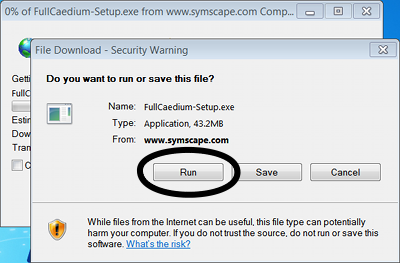 0% of FullCaedium-Setup.exe from www.symscape.com Comp...
File Download - Security Warning
Do you want to run or save this file?
Name: FullCaedium-Setup.exe
Type: Application, 43.2MB
From: www.symscape.com
Run Save Cancel
While files from the Internet can be useful, this file type can potentially
harm your computer. If you do not trust the source, do not run or save this
software. What's the risk?
Getti
FullC
Estin
Dow
Tran
C